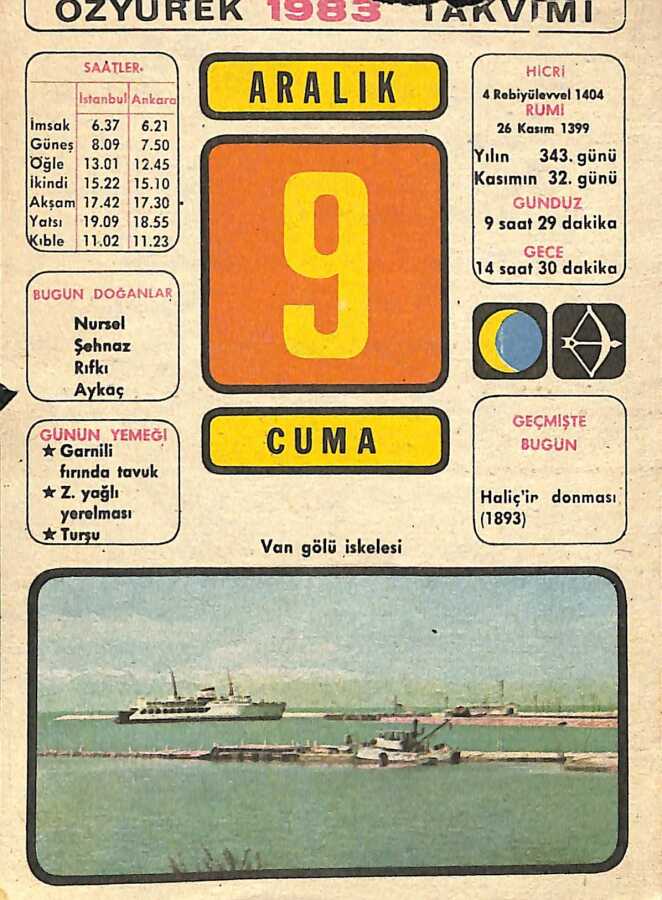 ÖZYÜREK 1983 TAKVİMİ
SAATLER
İstanbul Ankara
İmsak 6.37 6.21
Güneş 8.09 7.50
Öğle 13.01 12.45
İkindi 15.22 15.10
Akşam 17.42 17.30
Yatsı 19.09 18.55
Kıble 11.02 11.23
BUGÜN DOĞANLAR
Nursel
Şehnaz
Rıfkı
Aykaç
GÜNÜN YEMEĞİ
★ Garnili
fırında tavuk
★ Z. yağlı
yerelması
★ Turşu
ARALIK
9
CUMA
HİCRİ
4 Rebiyülevvel 1404
RUMİ
26 Kasım 1399
Yılın 343. günü
Kasımın 32. günü
GÜNDÜZ
9 saat 29 dakika
GECE
14 saat 30 dakika
GEÇMİŞTE
BUGÜN
Haliç'in donması
(1893)
Van gölü iskelesi